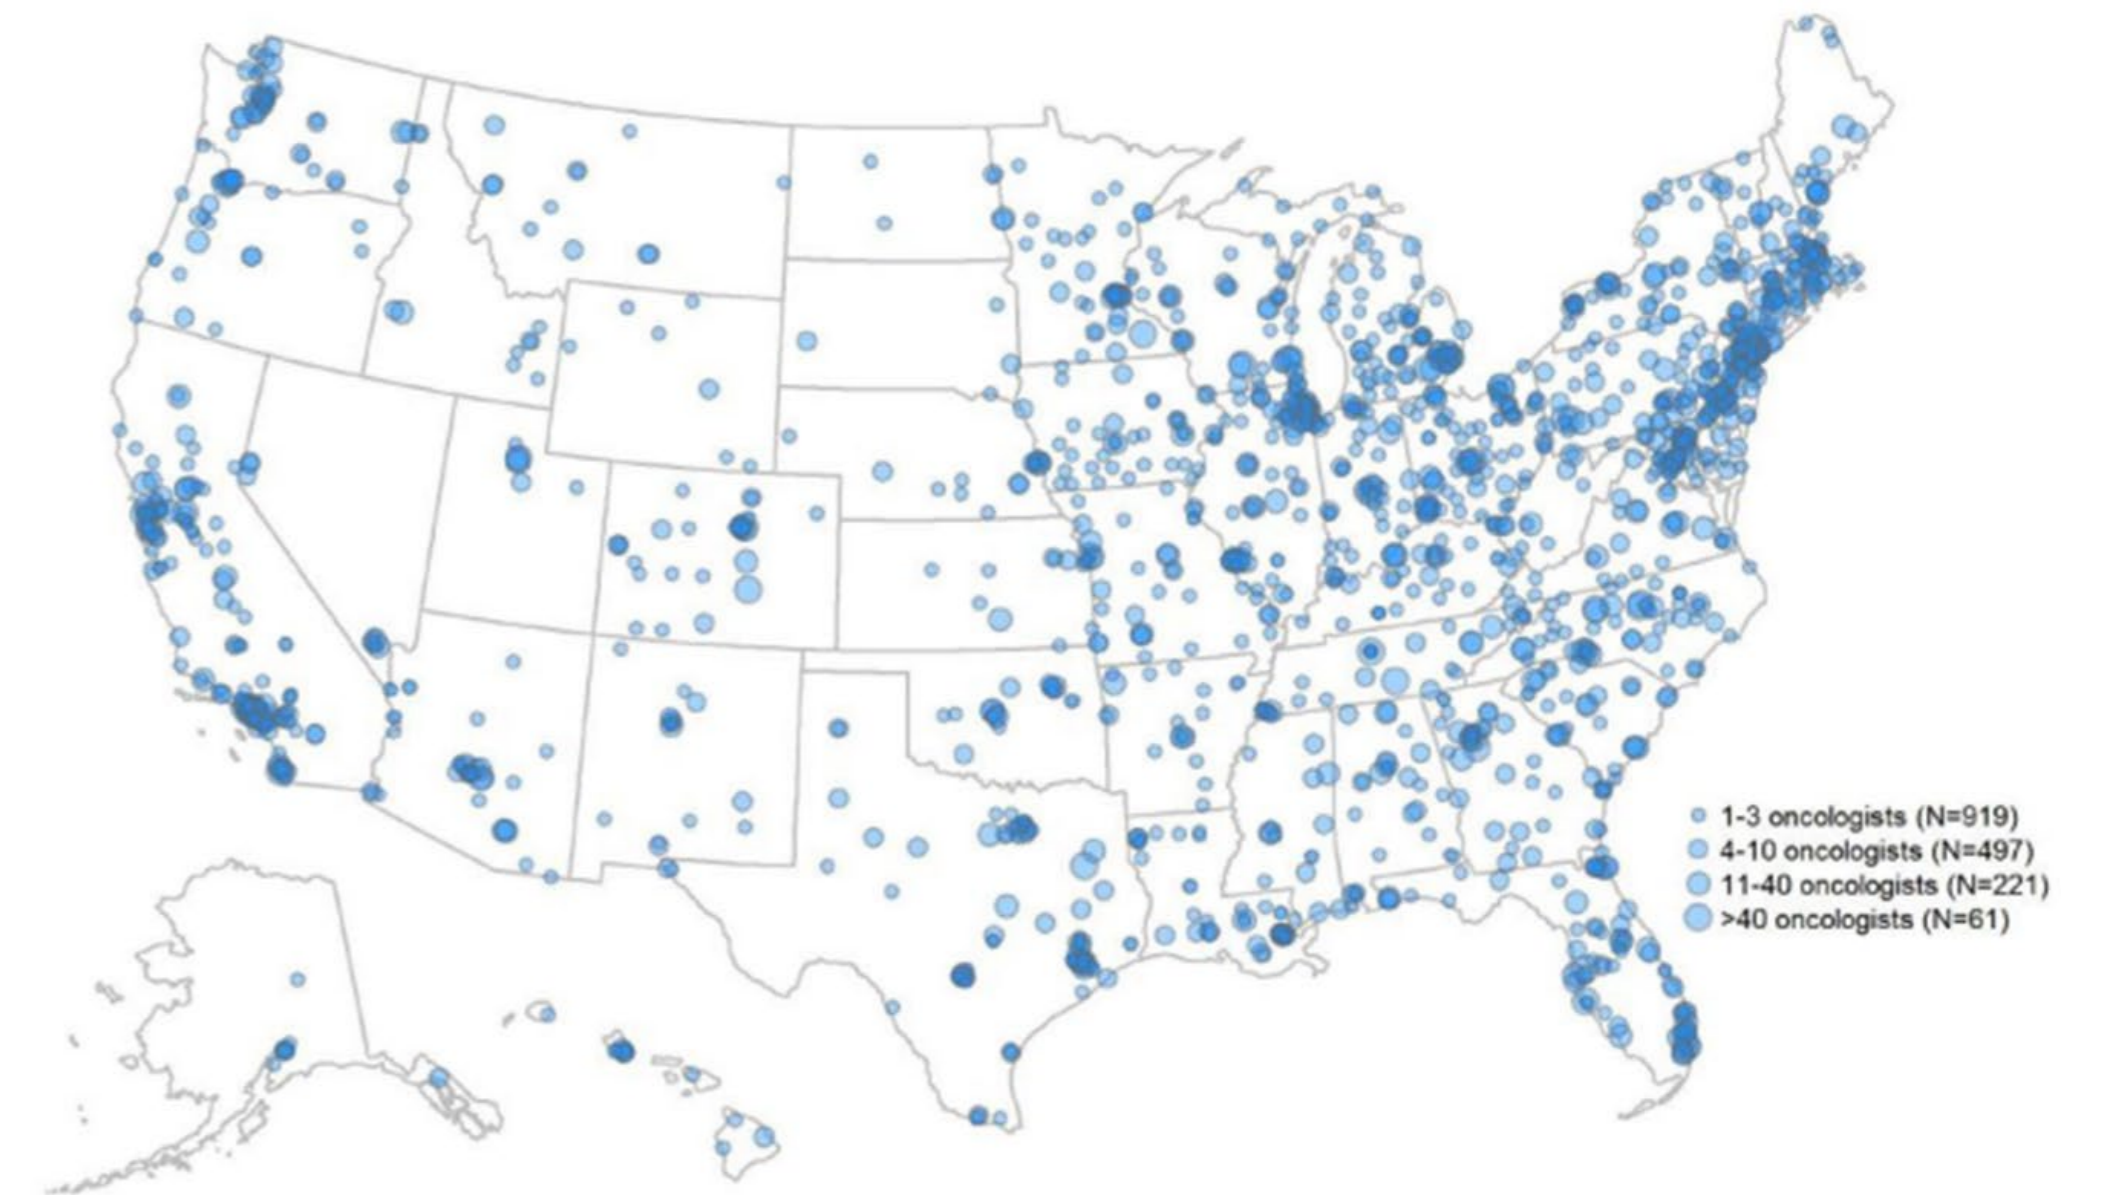 1-3 oncologists (N=919)
4-10 oncologists (N=497)
11-40 oncologists (N=221)
>40 oncologists (N=61)